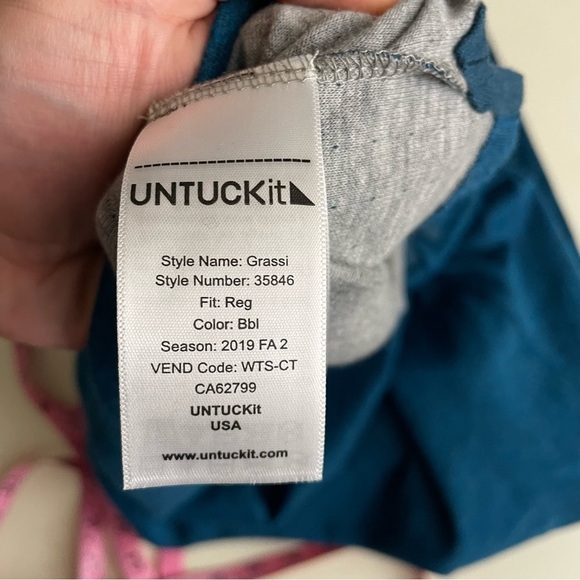 UNTUCKit
Style Name: Grassi
Style Number: 35846
Fit: Reg
Color: Bbl
Season: 2019 FA 2
VEND Code: WTS-CT
CA62799
UNTUCKit
USA
www.untuckit.com